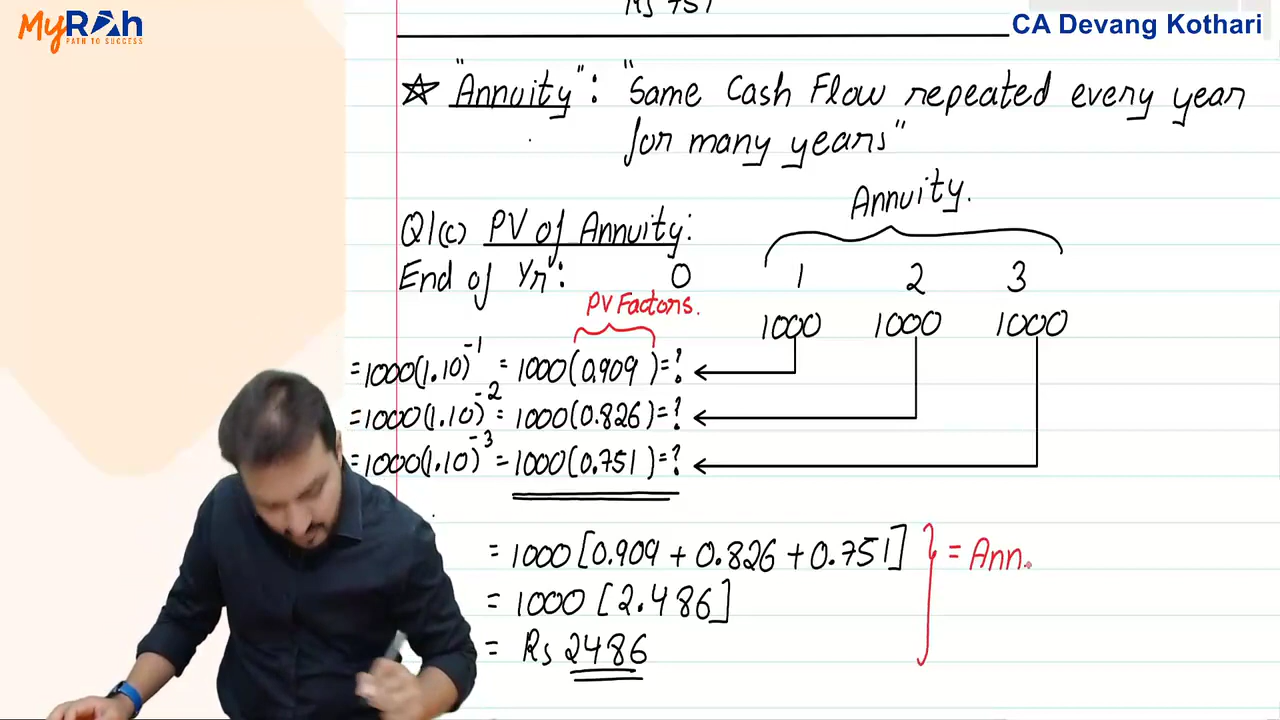 MyRAh
PATH TO SUCCESS
Rs 751
CA Devang Kothari
☆ "Annuity": "Same Cash Flow repeated every year
for many years"
Annuity.
Q1(c) PV of Annuity:
End of Yr: 0 1 2 3
PV Factors.
1000 1000 1000
=1000(1.10)⁻¹ = 1000(0.909)=?
=1000(1.10)⁻² = 1000(0.826)=?
=1000(1.10)⁻³ = 1000(0.751)=?
= 1000[0.909 + 0.826 + 0.751] } = Ann.
= 1000[2.486]
= Rs 2486